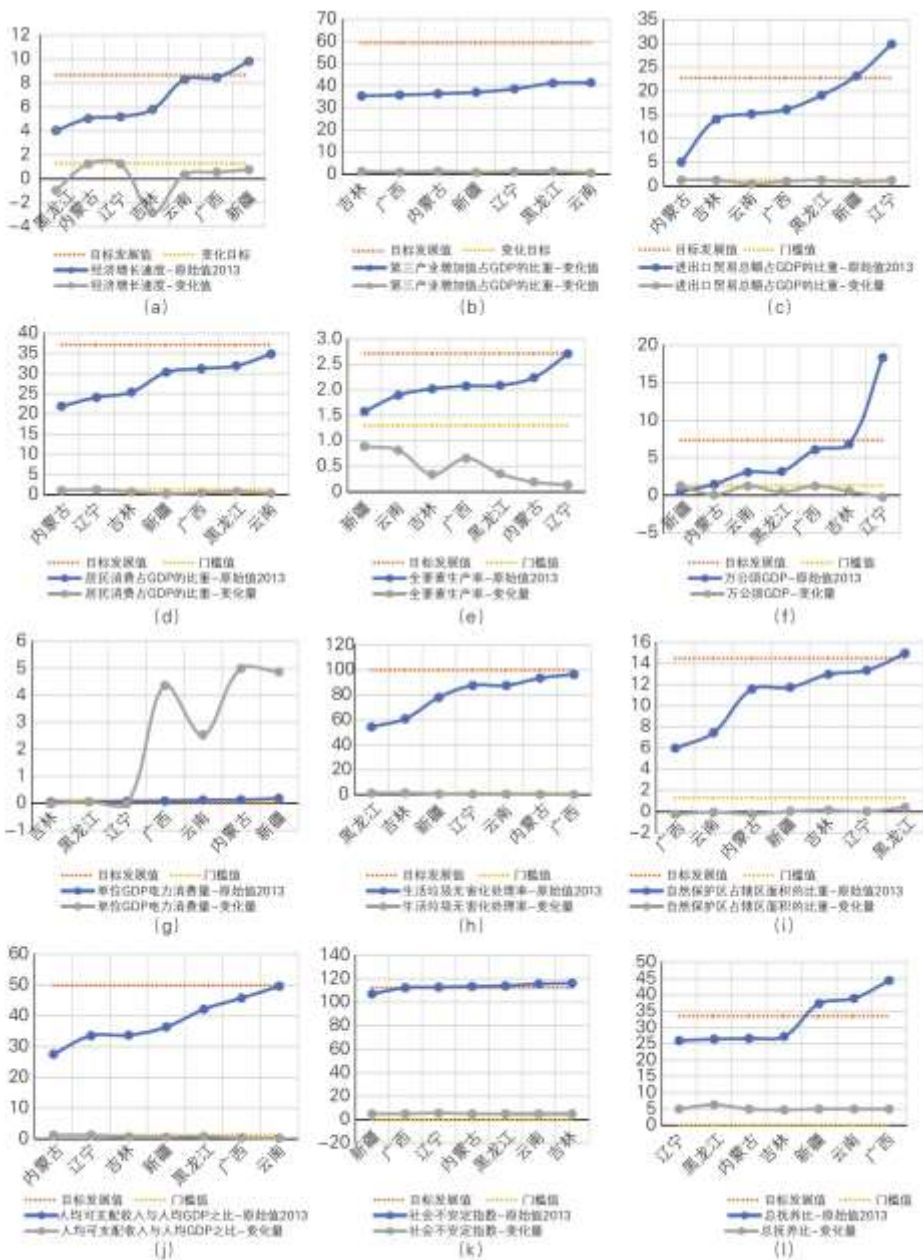 12
10
8
6
4
2
0
−2
−4
黑龙江
内蒙古
辽宁
吉林
云南
广西
新疆
目标发展值 变化目标
经济增长速度-原始值2013
经济增长速度-变化值
(a)
70
60
50
40
30
20
10
0
吉林
广西
内蒙古
新疆
辽宁
黑龙江
云南
目标发展值 变化目标
第三产业增加值占GDP的比重-变化值
第三产业增加值占GDP的比重-变化值
(b)
35
30
25
20
15
10
5
0
内蒙古
吉林
云南
广西
黑龙江
新疆
辽宁
目标发展值 门槛值
进出口贸易总额占GDP的比重-原始值2013
进出口贸易总额占GDP的比重-变化量
(c)
40
35
30
25
20
15
10
5
0
内蒙古
辽宁
吉林
新疆
广西
黑龙江
云南
目标发展值 门槛值
居民消费占GDP的比重-原始值2013
居民消费占GDP的比重-变化量
(d)
3.0
2.5
2.0
1.5
1.0
0.5
0
新疆
云南
吉林
广西
黑龙江
内蒙古
辽宁
目标发展值 门槛值
全要素生产率-原始值2013
全要素生产率-变化量
(e)
20
15
10
5
0
−5
新疆
内蒙古
云南
黑龙江
广西
吉林
辽宁
目标发展值 门槛值
万公顷GDP-原始值2013
万公顷GDP-变化量
(f)
6
5
4
3
2
1
0
−1
吉林
黑龙江
辽宁
广西
云南
内蒙古
新疆
目标发展值 门槛值
单位GDP电力消费量-原始值2013
单位GDP电力消费量-变化量
(g)
120
100
80
60
40
20
0
黑龙江
吉林
新疆
辽宁
云南
内蒙古
广西
目标发展值 门槛值
生活垃圾无害化处理率-原始值2013
生活垃圾无害化处理率-变化量
(h)
16
14
12
10
8
6
4
2
0
−2
广西
云南
内蒙古
新疆
吉林
辽宁
黑龙江
目标发展值 门槛值
自然保护区占辖区面积的比重-原始值2013
自然保护区占辖区面积的比重-变化量
(i)
60
50
40
30
20
10
0
内蒙古
辽宁
吉林
新疆
黑龙江
广西
云南
目标发展值 门槛值
人均可支配收入与人均GDP之比-原始值2013
人均可支配收入与人均GDP之比-变化量
(j)
140
120
100
80
60
40
20
0
−20
新疆
广西
辽宁
内蒙古
黑龙江
云南
吉林
目标发展值 门槛值
社会不安定指数-原始值2013
社会不安定指数-变化量
(k)
50
45
40
35
30
25
20
15
10
5
0
辽宁
黑龙江
内蒙古
吉林
新疆
云南
广西
目标发展值 门槛值
总抚养比-原始值2013
总抚养比-变化量
(l)